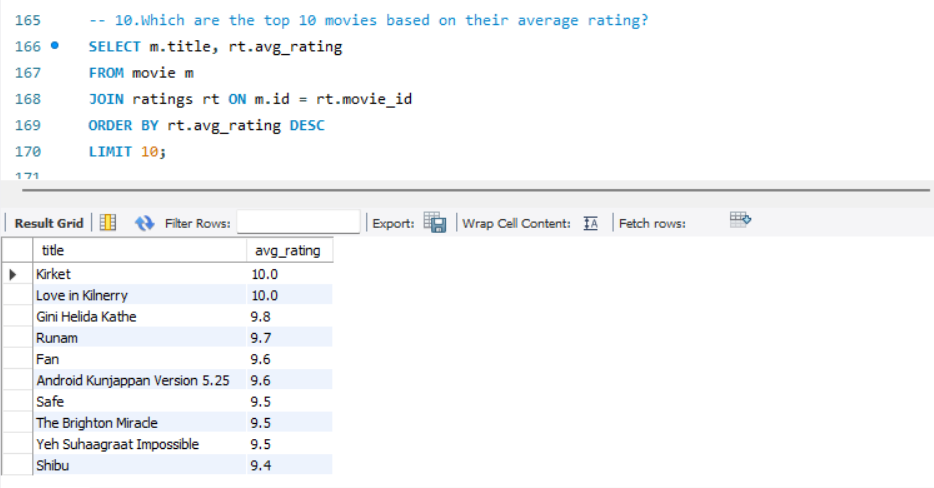 165 -- 10.Which are the top 10 movies based on their average rating?
166 SELECT m.title, rt.avg_rating
167 FROM movie m
168 JOIN ratings rt ON m.id = rt.movie_id
169 ORDER BY rt.avg_rating DESC
170 LIMIT 10;
171
Result Grid Filter Rows: Export: Wrap Cell Content: Fetch rows:
title avg_rating
Kirket 10.0
Love in Kilnerry 10.0
Gini Helida Kathe 9.8
Runam 9.7
Fan 9.6
Android Kunjappan Version 5.25 9.6
Safe 9.5
The Brighton Miracle 9.5
Yeh Suhaagraat Impossible 9.5
Shibu 9.4